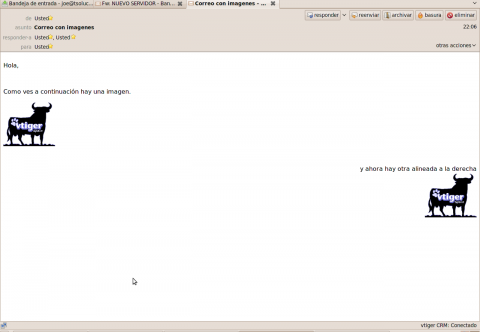 Bandeja de entrada - joe@tsoluc... Fw: NUEVO SERVIDOR - Ban... Correo con imagenes - ...
de Usted
responder reenviar archivar basura eliminar
asunto Correo con imagenes
22:06
responder-a Usted, Usted
para Usted
otras acciones
Hola,
Como ves a continuación hay una imagen.
vtiger
y ahora hay otra alineada a la derecha
vtiger
vtiger CRM: Conectado